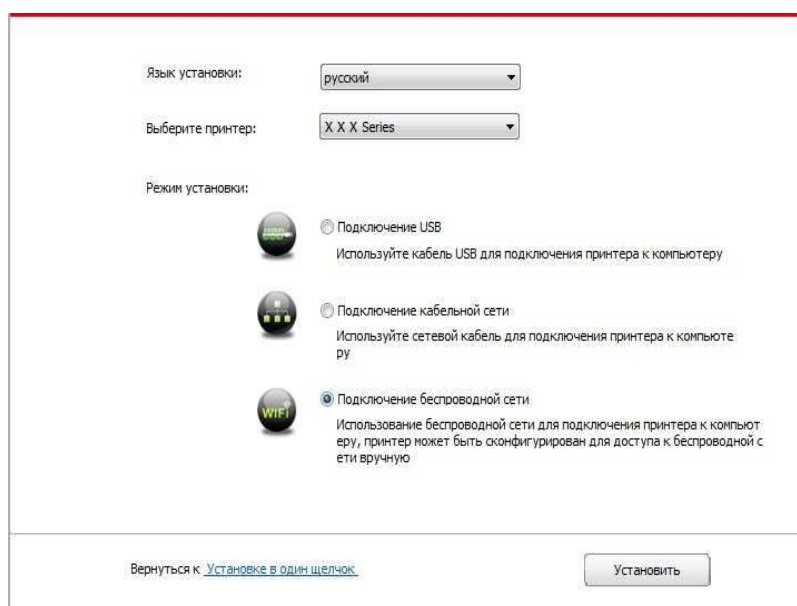 Язык установки:
русский
Выберите принтер:
X X X Series
Режим установки:
USB
Подключение USB
Используйте кабель USB для подключения принтера к компьютеру
Подключение кабельной сети
Используйте сетевой кабель для подключения принтера к компьюте
ру
WiFi
Подключение беспроводной сети
Использование беспроводной сети для подключения принтера к компьют
еру, принтер может быть сконфигурирован для доступа к беспроводной с
ети вручную
Вернуться к Установке в один щелчок
Установить